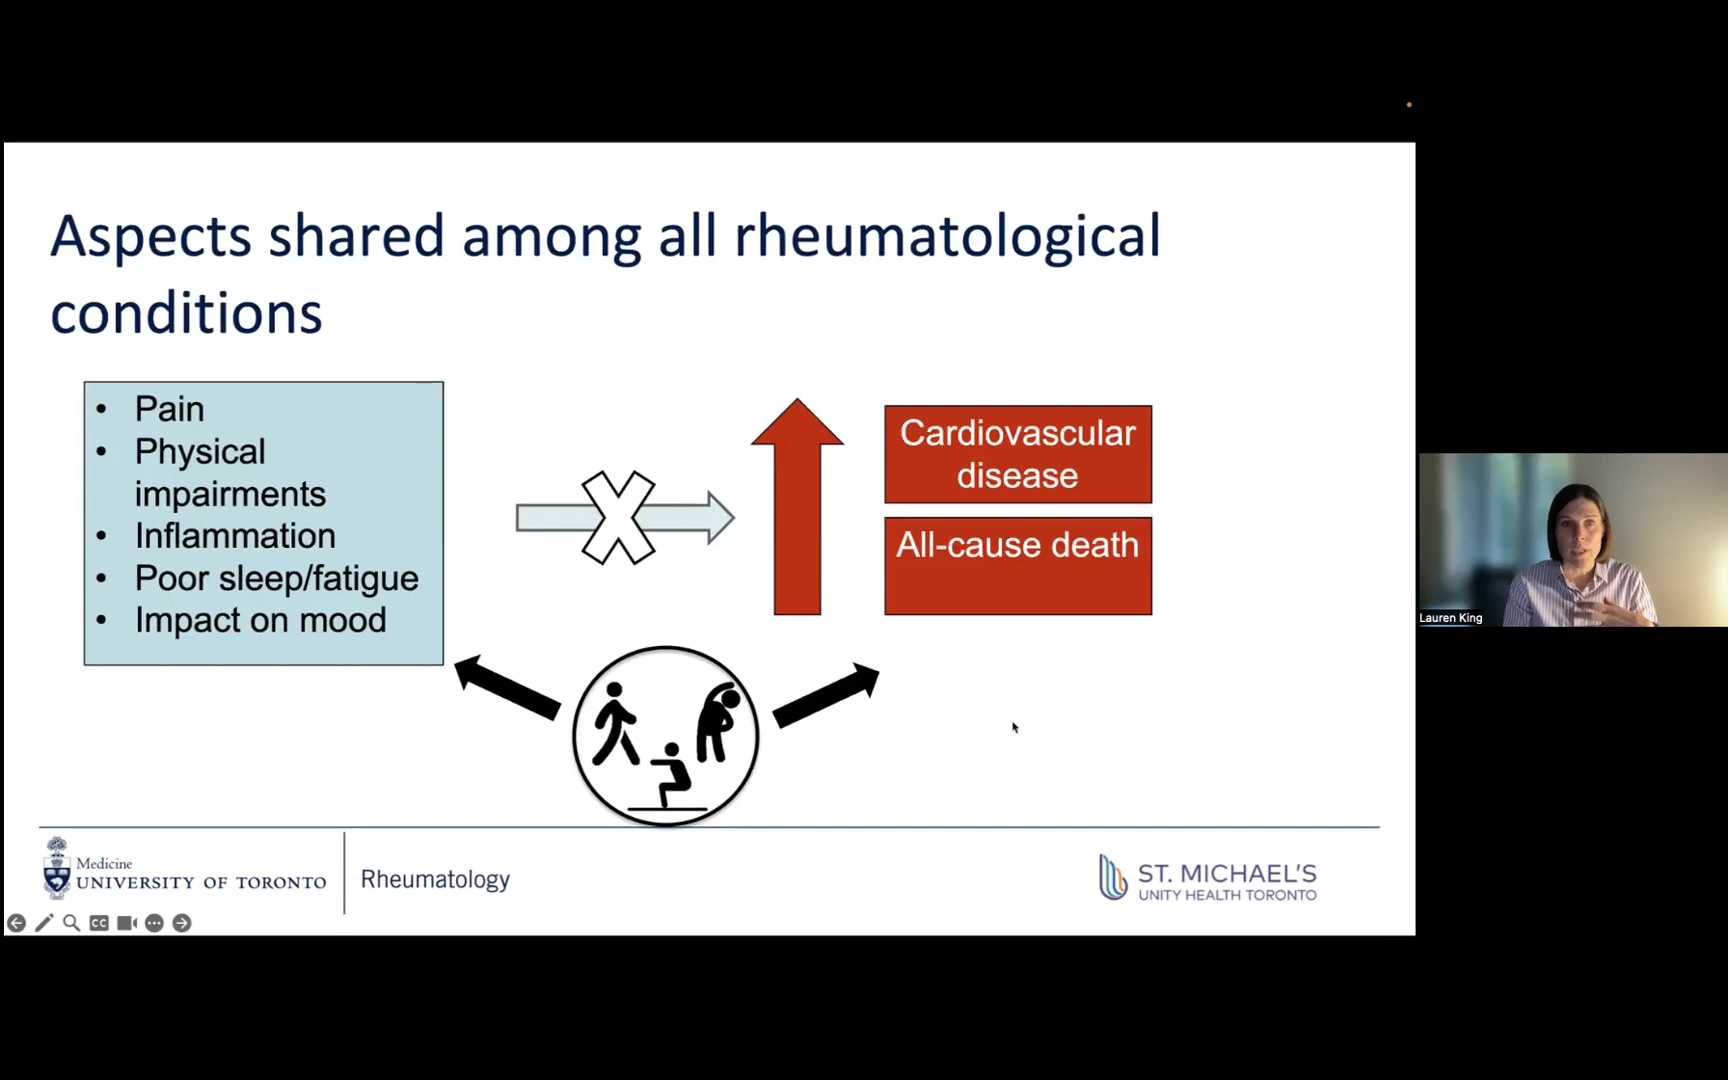 Aspects shared among all rheumatological
conditions
• Pain
• Physical
impairments
• Inflammation
• Poor sleep/fatigue
• Impact on mood
Cardiovascular
disease
All-cause death
Lauren King
Medicine
UNIVERSITY OF TORONTO
Rheumatology
ST. MICHAEL'S
UNITY HEALTH TORONTO
CC